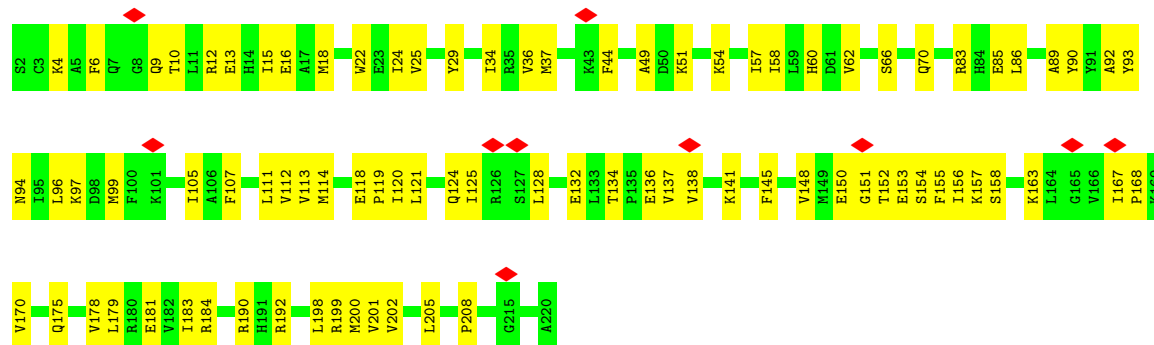 S2 C3 K4 A5 F6 Q7 G8 Q9 T10 L11 R12 E13 H14 I15 E16 A17 M18 W22 E23 I24 V25 Y29 I34 R35 V36 M37 K43 F44 A49 D50 K51 K54 I57 I58 L59 H60 D61 V62 S66 Q70 R83 H84 E85 L86 A89 Y90 Y91 A92 Y93
N94 I95 L96 K97 D98 M99 F100 K101 I105 A106 F107 L111 V112 V113 M114 E118 P119 I120 L121 Q124 I125 R126 S127 L128 E132 L133 T134 P135 E136 V137 V138 K141 F145 V148 M149 E150 G151 T152 E153 S154 F155 I156 K157 S158 K163 L164 G165 V166 I167 P168
V170 Q175 V178 L179 R180 E181 V182 I183 R184 R190 H191 R192 L198 R199 M200 V201 V202 L205 P208 G215 A220